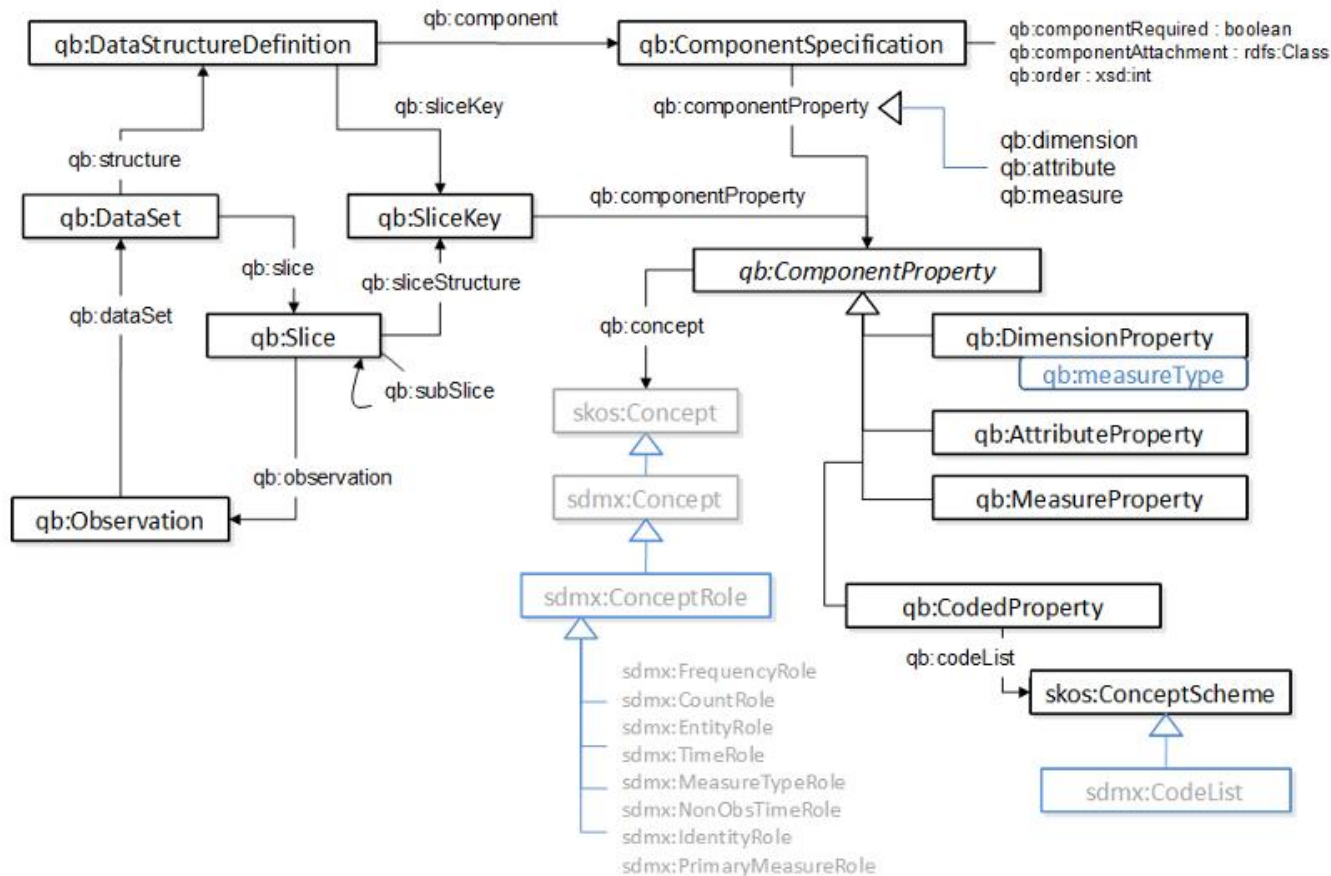 qb:component
qb:DataStructureDefinition
qb:ComponentSpecification
qb:componentRequired : boolean
qb:componentAttachment : rdfs:Class
qb:order : xsd:int
qb:sliceKey
qb:componentProperty
qb:dimension
qb:attribute
qb:measure
qb:structure
qb:DataSet
qb:SliceKey
qb:componentProperty
qb:slice
qb:sliceStructure
qb:ComponentProperty
qb:dataSet
qb:Slice
qb:concept
qb:DimensionProperty
qb:measureType
qb:subSlice
skos:Concept
qb:AttributeProperty
qb:observation
sdmx:Concept
qb:MeasureProperty
qb:Observation
sdmx:ConceptRole
qb:CodedProperty
qb:codeList
sdmx:FrequencyRole
sdmx:CountRole
sdmx:EntityRole
sdmx:TimeRole
sdmx:MeasureTypeRole
sdmx:NonObsTimeRole
sdmx:IdentityRole
sdmx:PrimaryMeasureRole
skos:ConceptScheme
sdmx:CodeList